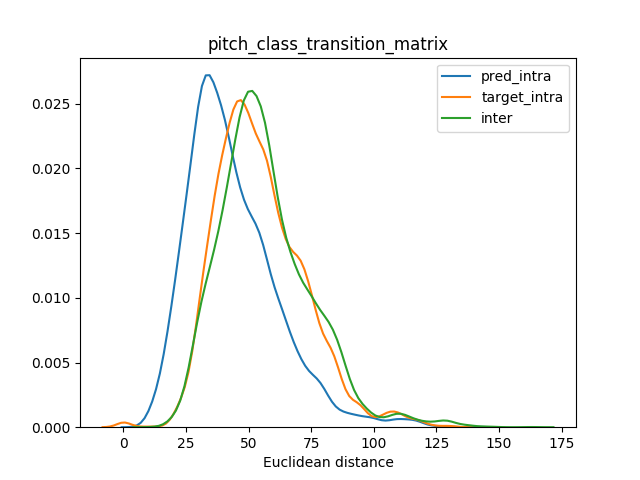 pitch_class_transition_matrix
pred_intra
target_intra
inter
0.025
0.020
0.015
0.010
0.005
0.000
0
25
50
75
100
125
150
175
Euclidean distance